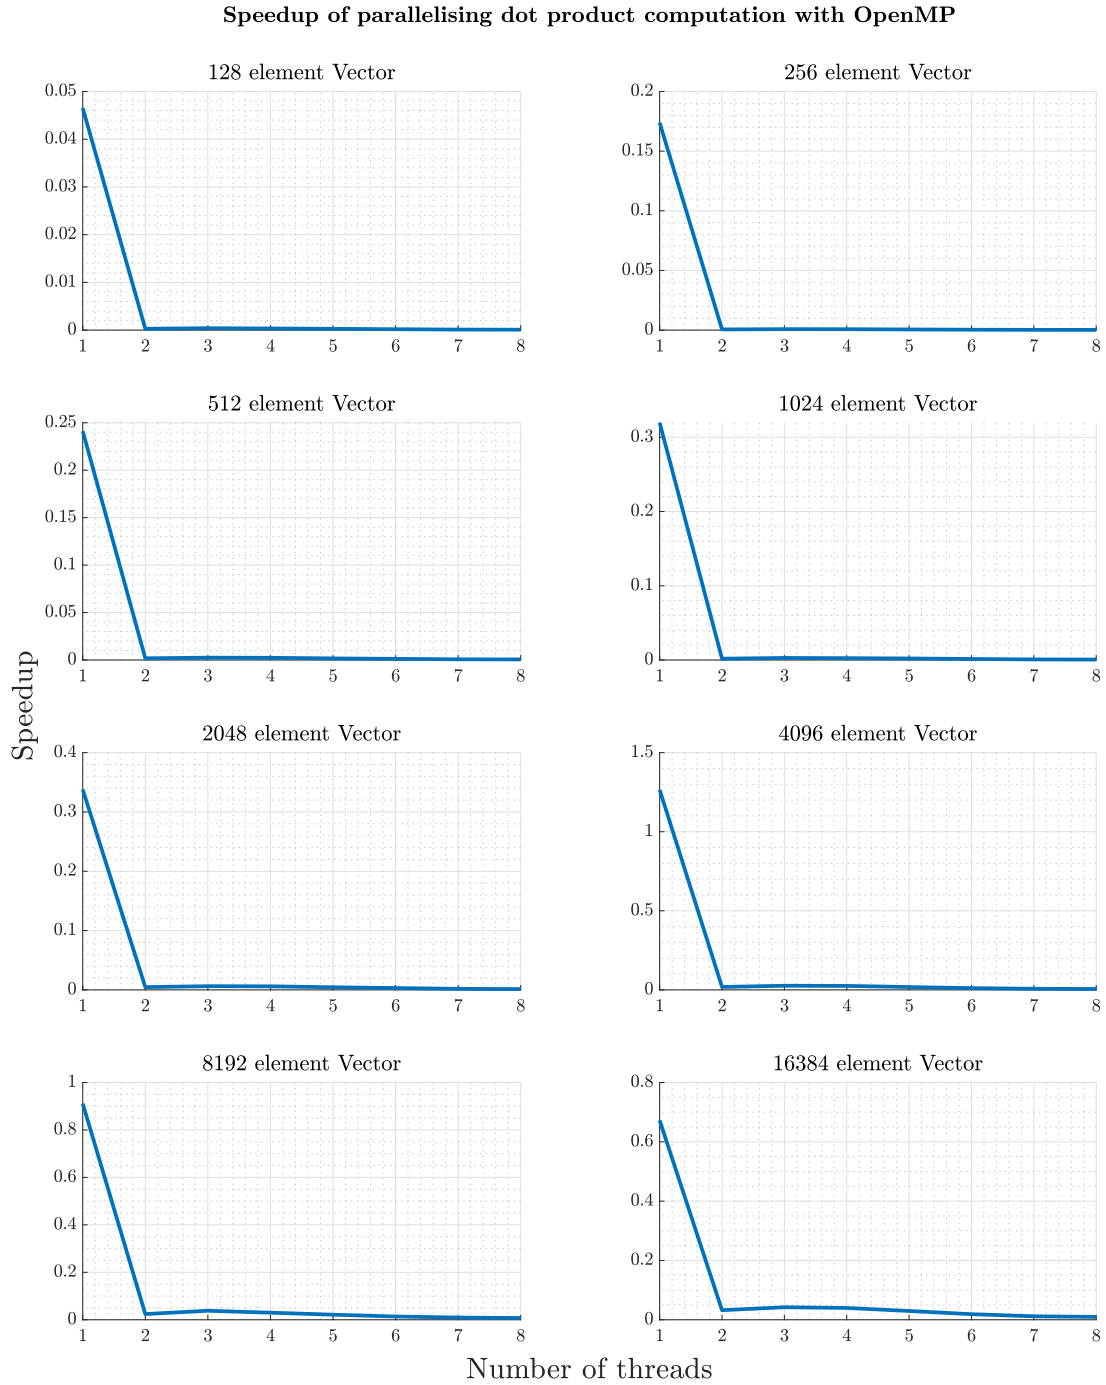 Speedup of parallelising dot product computation with OpenMP
128 element Vector
0.05
0.04
0.03
0.02
0.01
0
1 2 3 4 5 6 7 8
256 element Vector
0.2
0.15
0.1
0.05
0
1 2 3 4 5 6 7 8
512 element Vector
0.25
0.2
0.15
0.1
0.05
0
1 2 3 4 5 6 7 8
1024 element Vector
0.3
0.2
0.1
0
1 2 3 4 5 6 7 8
Speedup
2048 element Vector
0.4
0.3
0.2
0.1
0
1 2 3 4 5 6 7 8
4096 element Vector
1.5
1
0.5
0
1 2 3 4 5 6 7 8
8192 element Vector
1
0.8
0.6
0.4
0.2
0
1 2 3 4 5 6 7 8
16384 element Vector
0.8
0.6
0.4
0.2
0
1 2 3 4 5 6 7 8
Number of threads